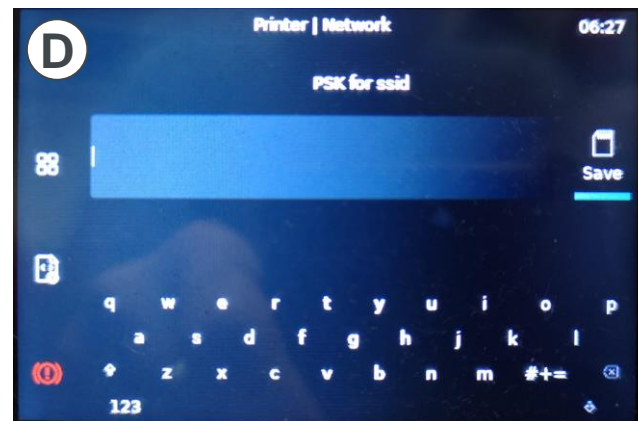 D
Printer | Network 06:27
PSK for ssid
Save
q w e r t y u i o p
a s d f g h j k l
z x c v b n m #+=
123